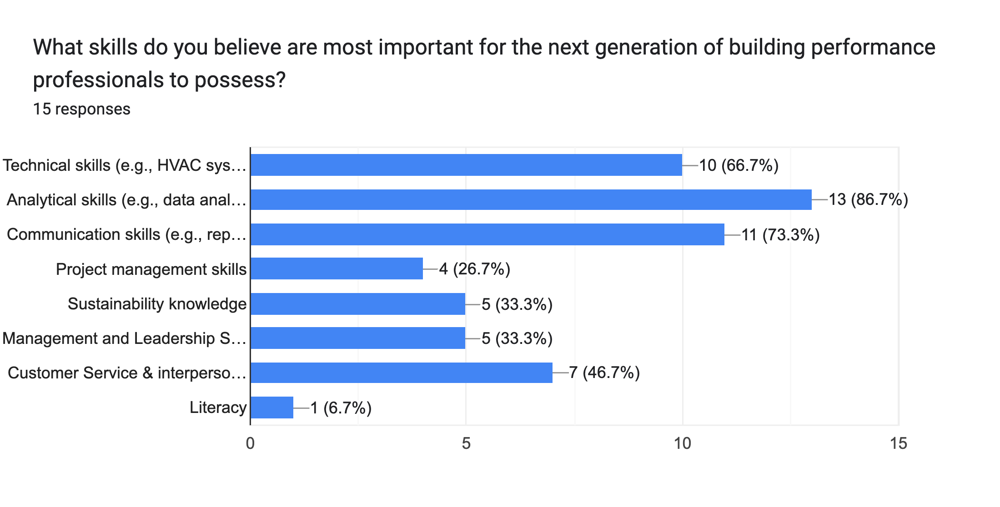 What skills do you believe are most important for the next generation of building performance
professionals to possess?
15 responses
Technical skills (e.g., HVAC sys…
10 (66.7%)
Analytical skills (e.g., data anal…
13 (86.7%)
Communication skills (e.g., rep…
11 (73.3%)
Project management skills
4 (26.7%)
Sustainability knowledge
5 (33.3%)
Management and Leadership S…
5 (33.3%)
Customer Service & interperso…
7 (46.7%)
Literacy
1 (6.7%)
0 5 10 15